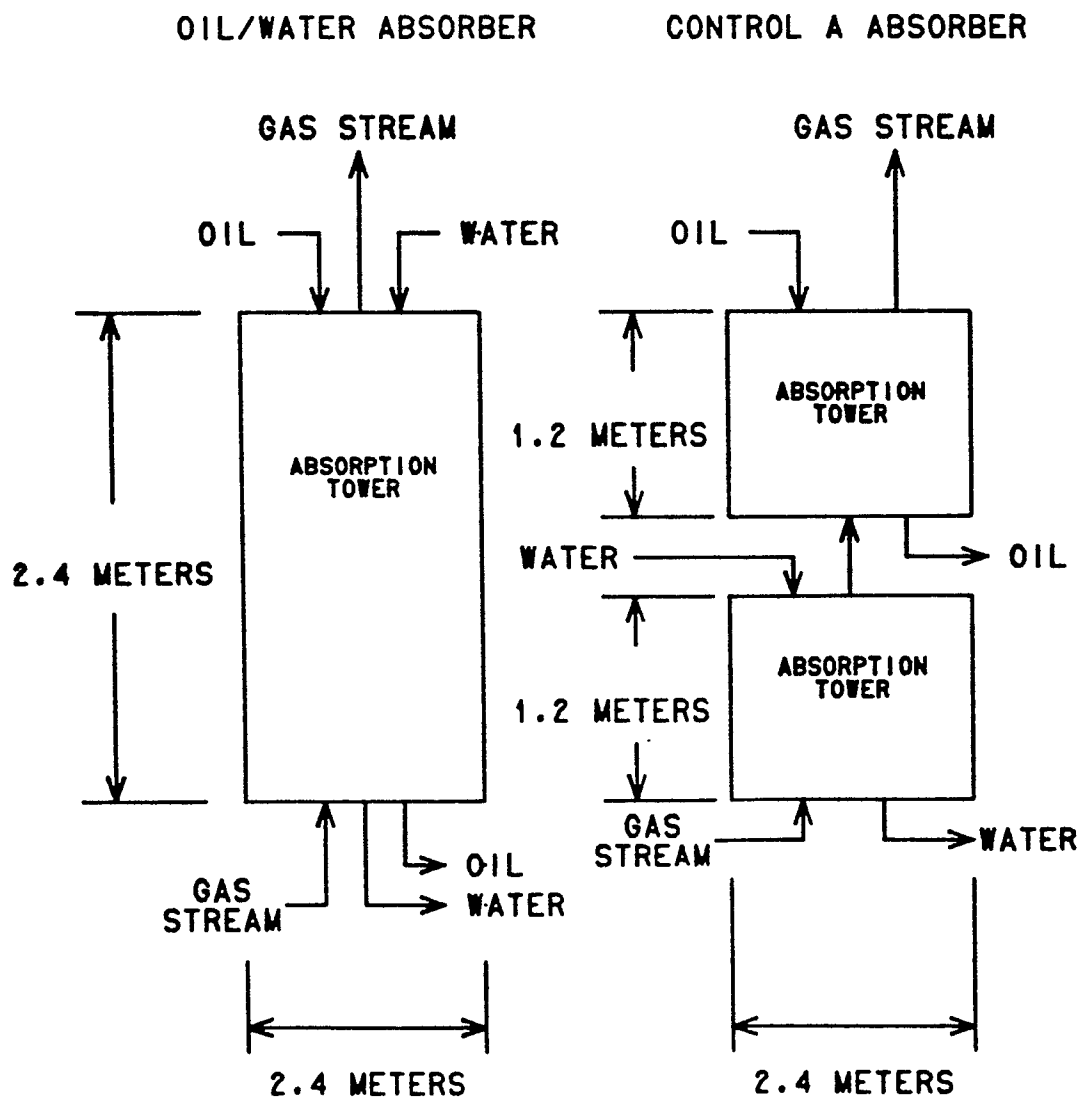 OIL/WATER ABSORBER
GAS STREAM
OIL
WATER
ABSORPTION
TOWER
2.4 METERS
OIL
WATER
GAS
STREAM
2.4 METERS
CONTROL A ABSORBER
GAS STREAM
OIL
ABSORPTION
TOWER
1.2 METERS
OIL
WATER
ABSORPTION
TOWER
1.2 METERS
GAS
STREAM
WATER
2.4 METERS